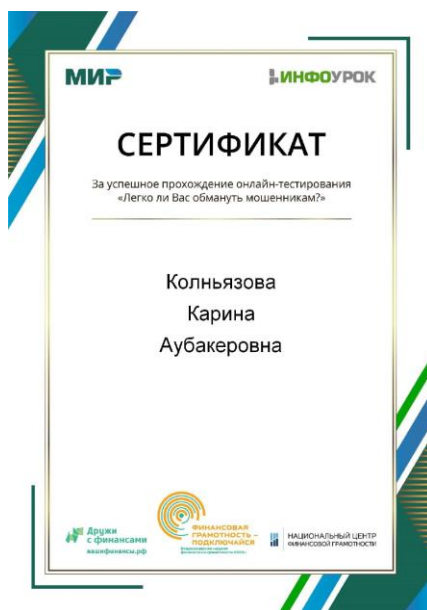 МИР
ИНФОУРОК
СЕРТИФИКАТ
За успешное прохождение онлайн-тестирования
«Легко ли Вас обмануть мошенникам?»
Колньязова
Карина
Аубакеровна
Дружи
с финансами
вашифинансы.рф
ФИНАНСОВАЯ
ГРАМОТНОСТЬ –
ПОДКЛЮЧАЙСЯ
НАЦИОНАЛЬНЫЙ ЦЕНТР
ФИНАНСОВОЙ ГРАМОТНОСТИ